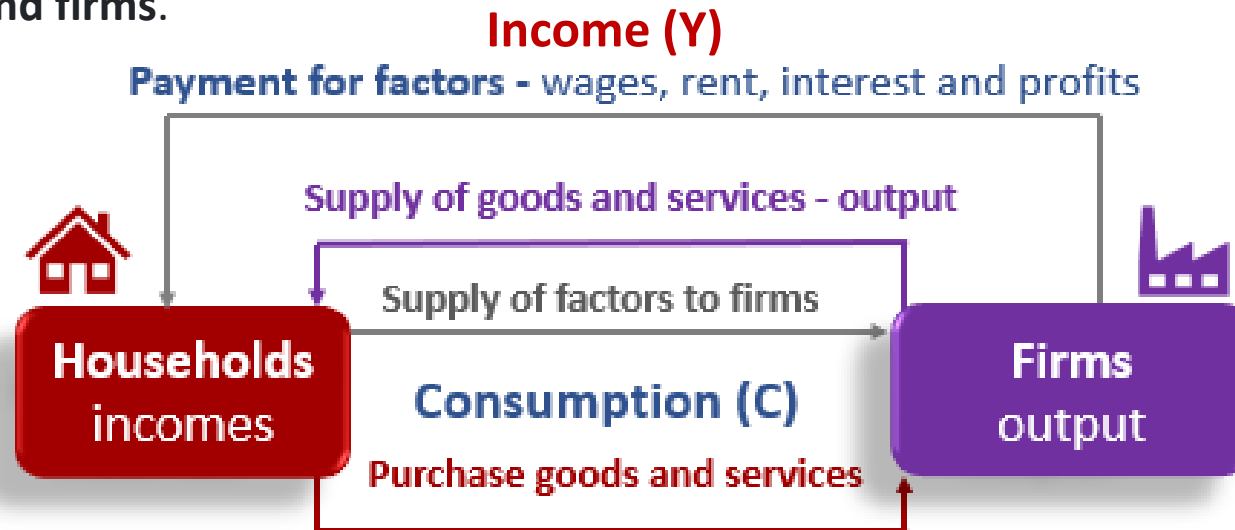 nd firms.
Income (Y)
Payment for factors - wages, rent, interest and profits
Supply of goods and services - output
Supply of factors to firms
Households
incomes
Firms
output
Consumption (C)
Purchase goods and services